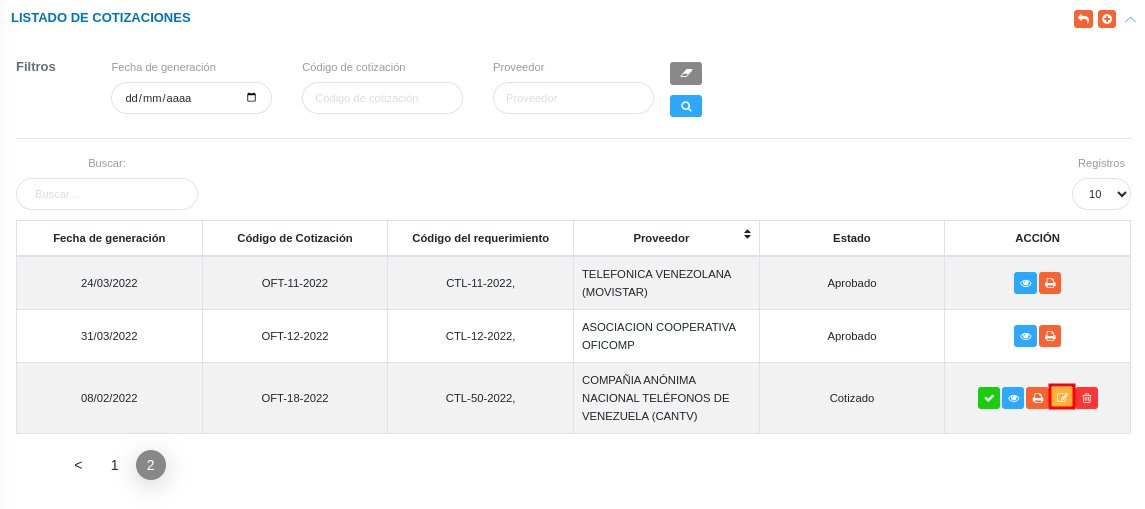 LISTADO DE COTIZACIONES
Filtros
Fecha de generación
Código de cotización
Proveedor
dd/mm/aaaa
Código de cotización
Proveedor
Buscar:
Registros
Buscar...
10
Fecha de generación
Código de Cotización
Código del requerimiento
Proveedor
Estado
ACCIÓN
24/03/2022
OFT-11-2022
CTL-11-2022,
TELEFONICA VENEZOLANA
(MOVISTAR)
Aprobado
31/03/2022
OFT-12-2022
CTL-12-2022,
ASOCIACION COOPERATIVA
OFICOMP
Aprobado
08/02/2022
OFT-18-2022
CTL-50-2022,
COMPAÑIA ANÓNIMA
NACIONAL TELÉFONOS DE
VENEZUELA (CANTV)
Cotizado
< 1 2